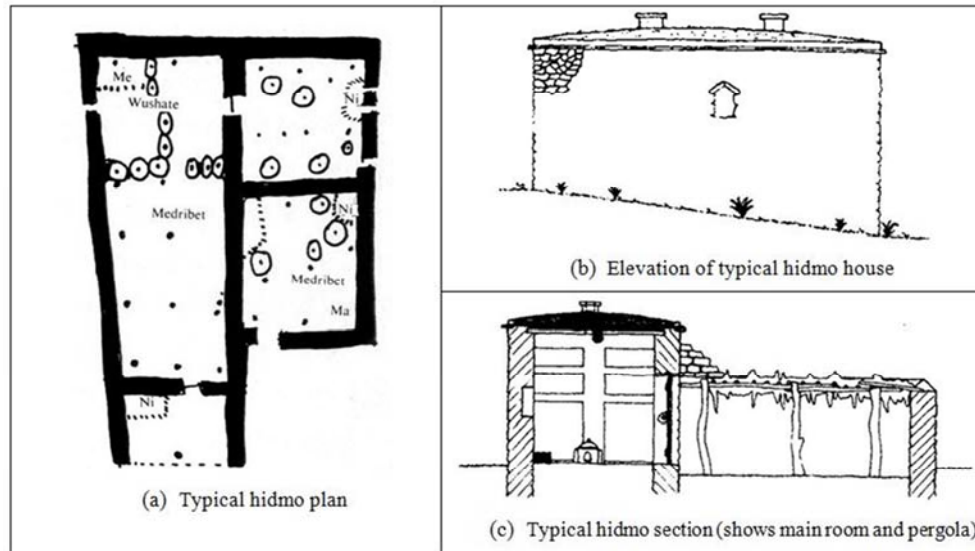 Me
Wushate
Ni
Medribet
Ni
Medribet
Ma
Ni
(a) Typical hidmo plan
(b) Elevation of typical hidmo house
(c) Typical hidmo section (shows main room and pergola)